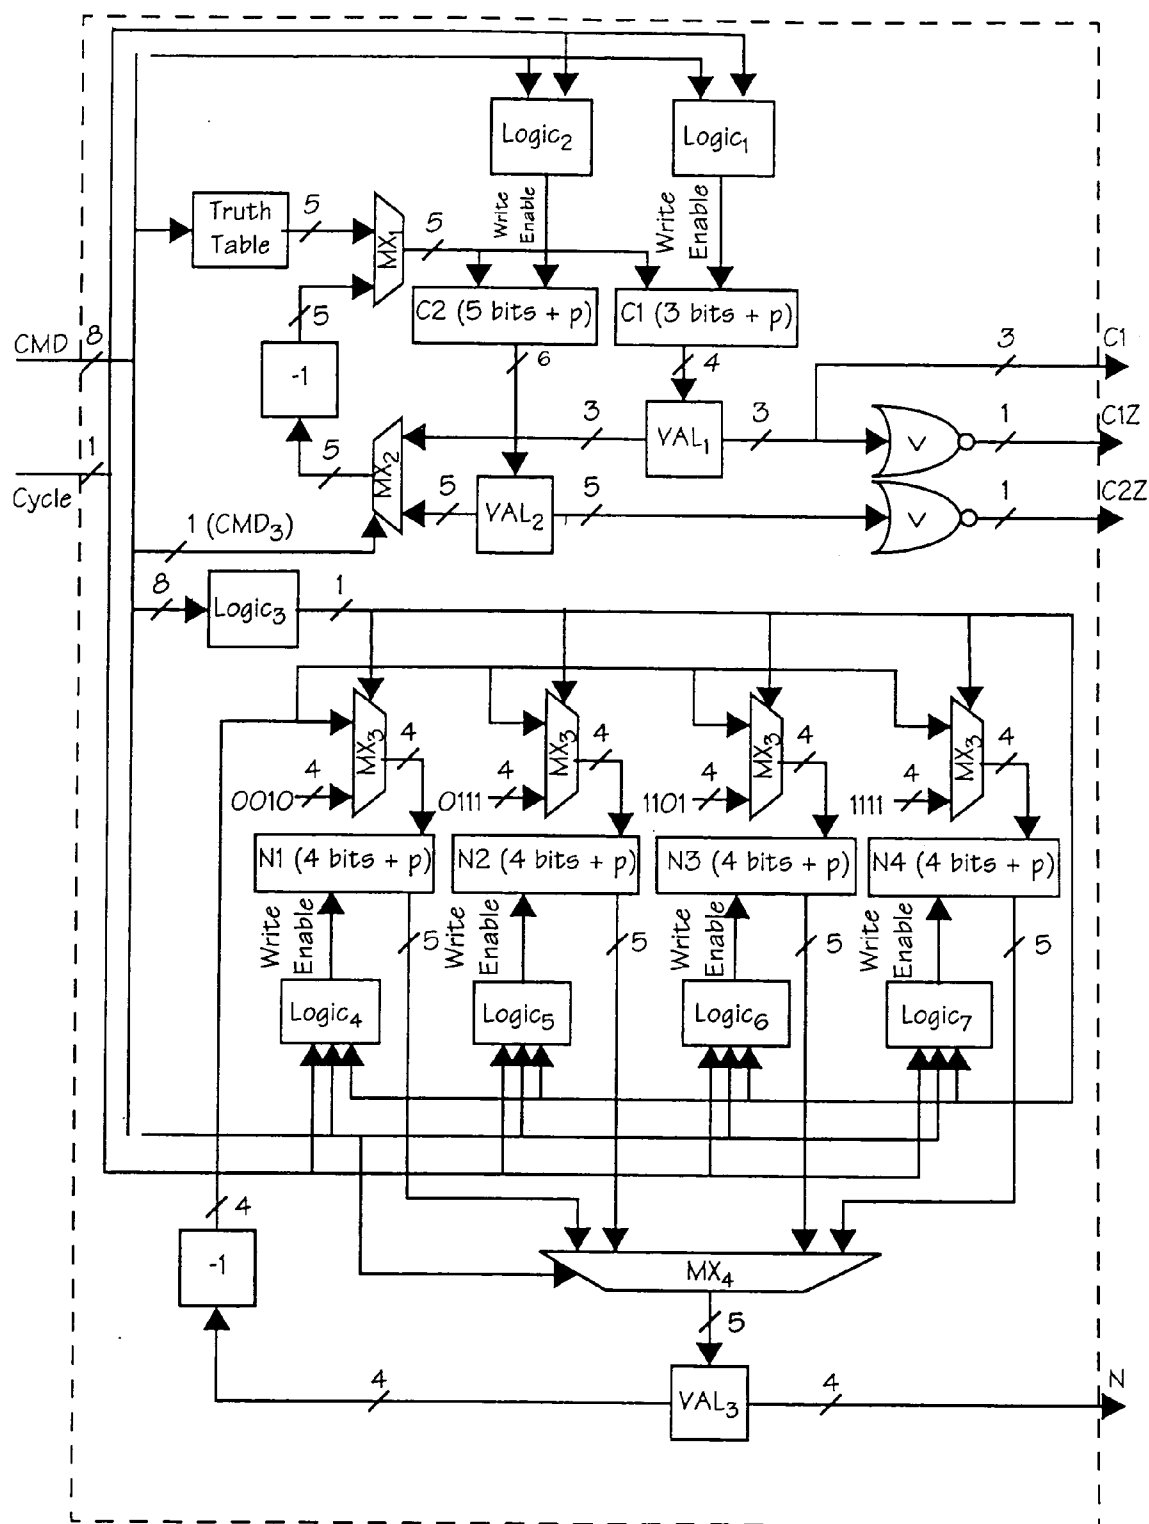 Logic2
Logic1
Write
Enable
Write
Enable
Truth
Table
5
MX1
5
C2 (5 bits + p)
C1 (3 bits + p)
5
6
4
3
C1
CMD
8
-1
1
C1Z
VAL1
3
3
V
MX2
5
Cycle
1
5
VAL2
5
V
1
C2Z
1 (CMD3)
8
Logic3
1
MX3
4
MX3
4
MX3
4
MX3
4
4
0010
4
0111
4
1101
4
1111
N1 (4 bits + p)
N2 (4 bits + p)
N3 (4 bits + p)
N4 (4 bits + p)
Write
Enable
5
Write
Enable
5
Write
Enable
5
Write
Enable
5
Logic4
Logic5
Logic6
Logic7
4
-1
MX4
5
4
VAL3
4
N